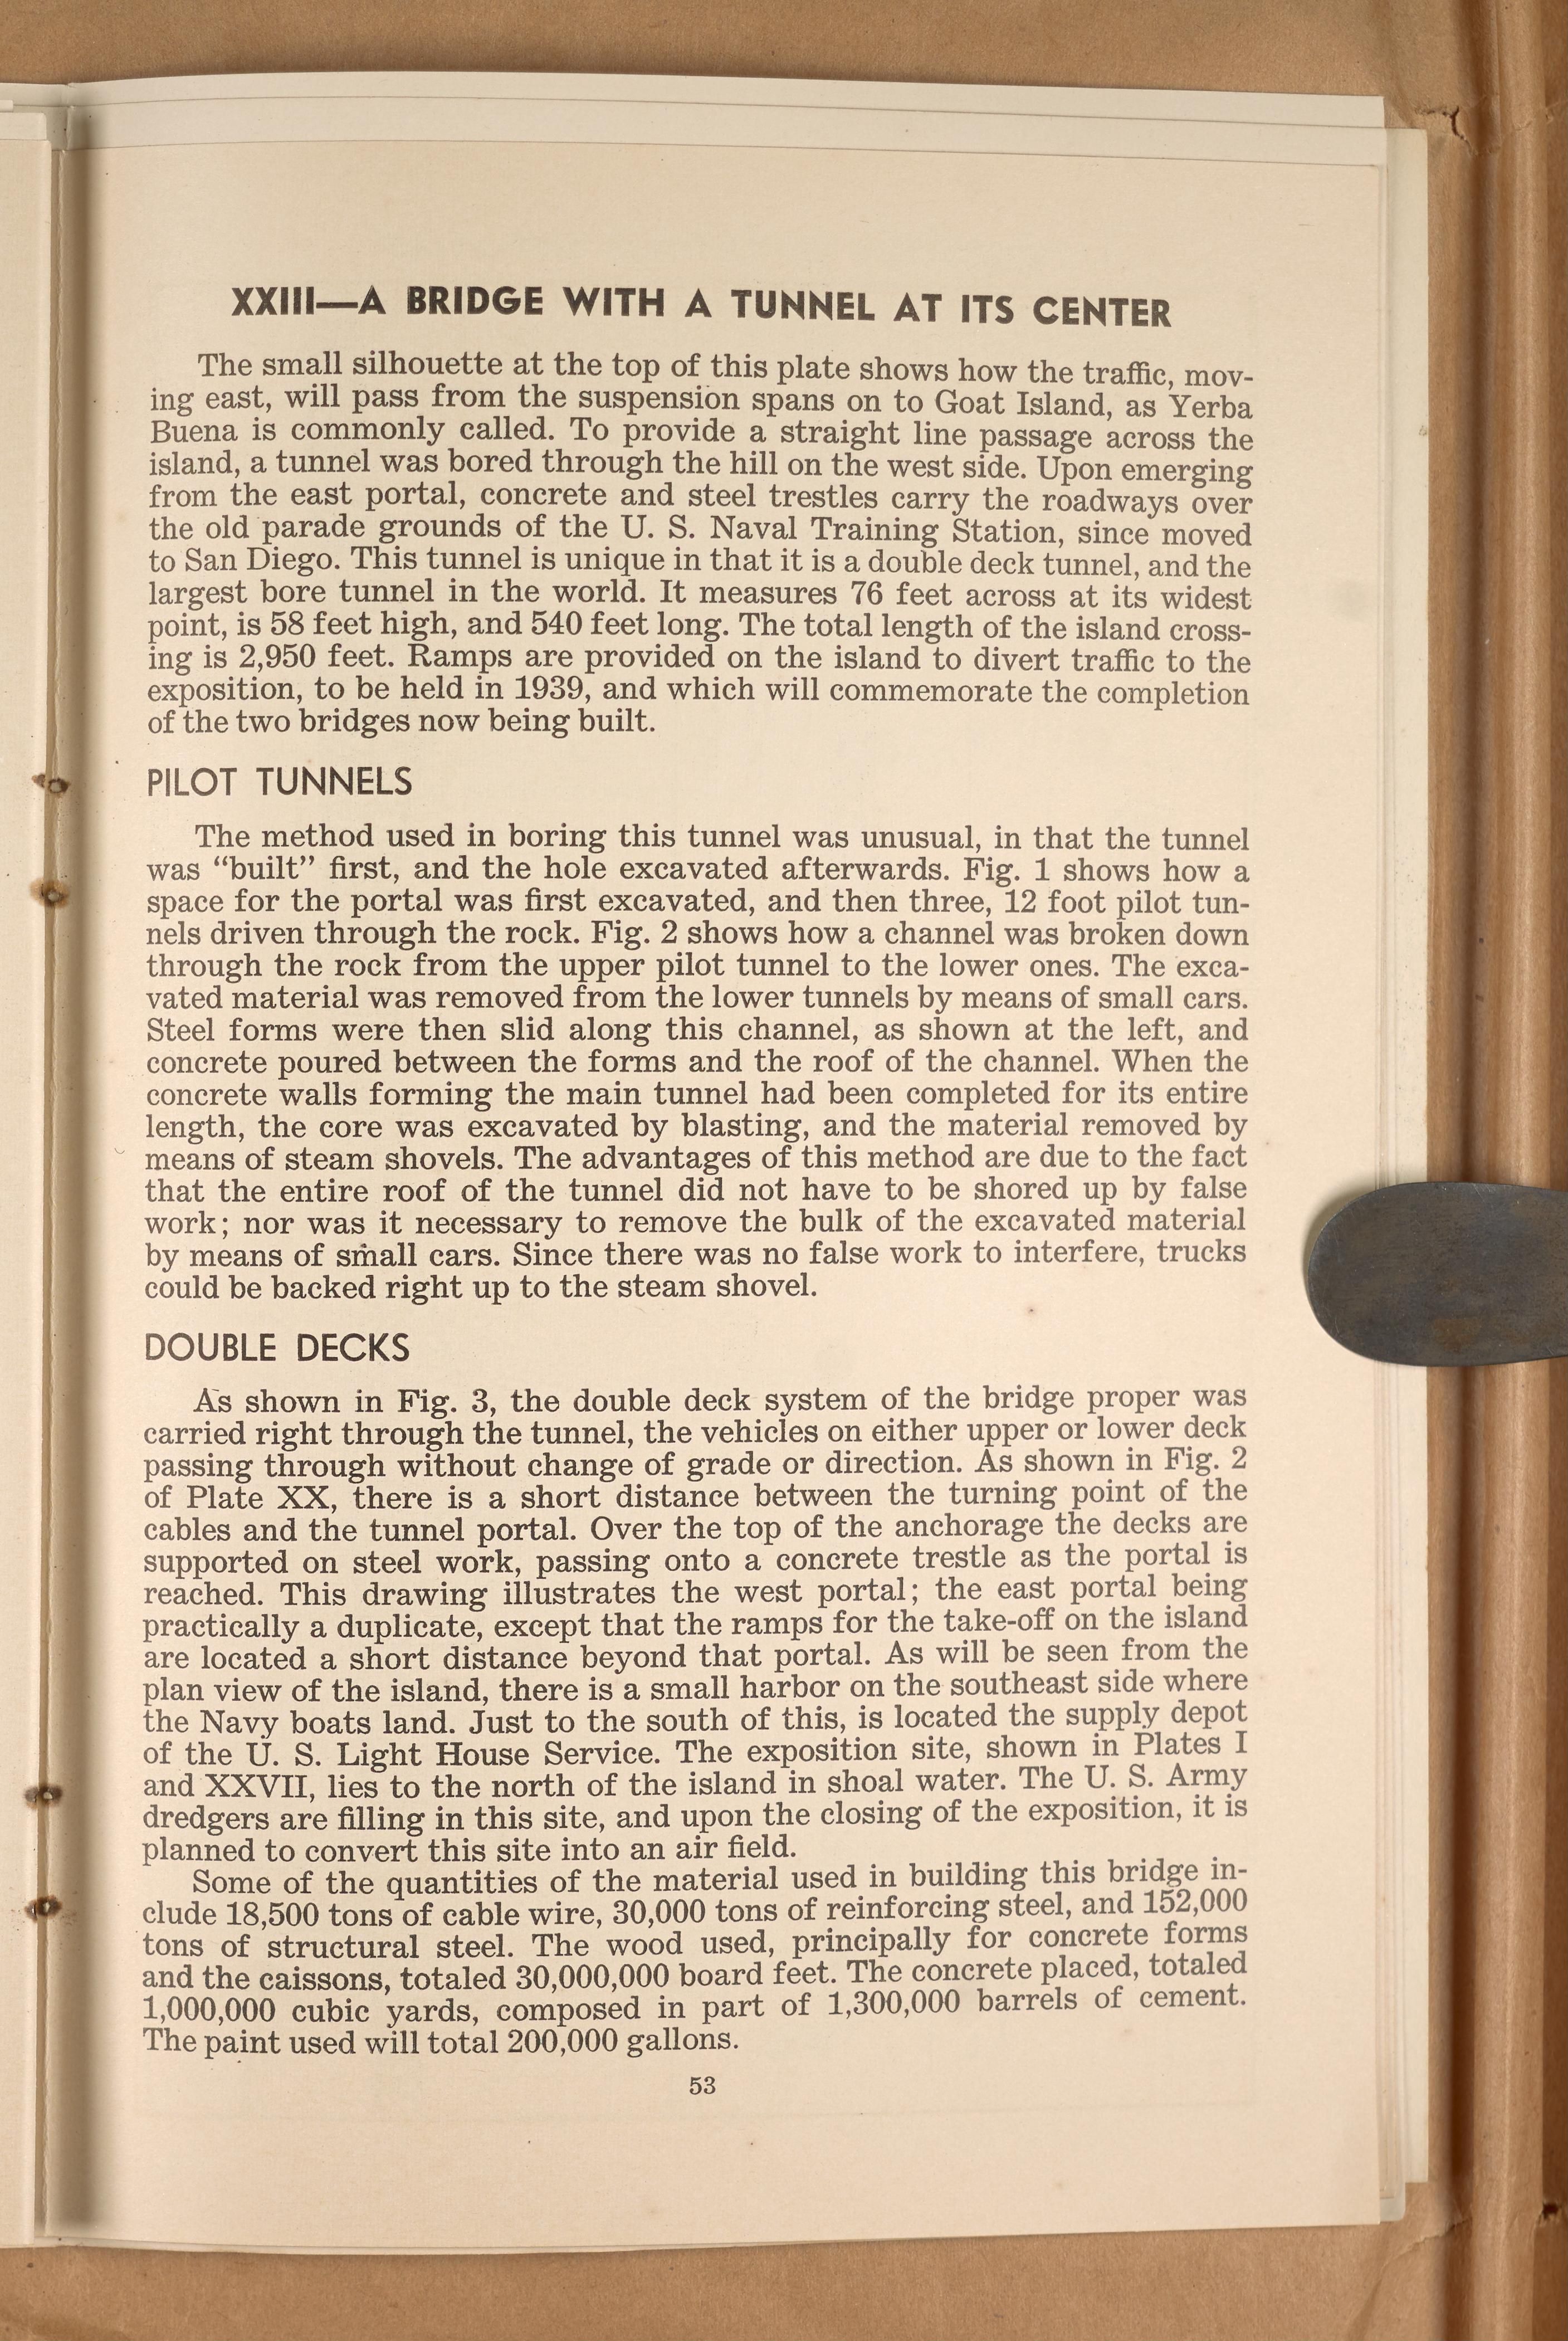 XXIII—A BRIDGE WITH A TUNNEL AT ITS CENTER
The small silhouette at the top of this plate shows how the traffic, mov-
ing east, will pass from the suspension spans on to Goat Island, as Yerba
Buena is commonly called. To provide a straight line passage across the
island, a tunnel was bored through the hill on the west side. Upon emerging
from the east portal, concrete and steel trestles carry the roadways over
the old parade grounds of the U. S. Naval Training Station, since moved
to San Diego. This tunnel is unique in that it is a double deck tunnel, and the
largest bore tunnel in the world. It measures 76 feet across at its widest
point, is 58 feet high, and 540 feet long. The total length of the island cross-
ing is 2,950 feet. Ramps are provided on the island to divert traffic to the
exposition, to be held in 1939, and which will commemorate the completion
of the two bridges now being built.
PILOT TUNNELS
The method used in boring this tunnel was unusual, in that the tunnel
was “built” first, and the hole excavated afterwards. Fig. 1 shows how a
space for the portal was first excavated, and then three, 12 foot pilot tun-
nels driven through the rock. Fig. 2 shows how a channel was broken down
through the rock from the upper pilot tunnel to the lower ones. The exca-
vated material was removed from the lower tunnels by means of small cars.
Steel forms were then slid along this channel, as shown at the left, and
concrete poured between the forms and the roof of the channel. When the
concrete walls forming the main tunnel had been completed for its entire
length, the core was excavated by blasting, and the material removed by
means of steam shovels. The advantages of this method are due to the fact
that the entire roof of the tunnel did not have to be shored up by false
work; nor was it necessary to remove the bulk of the excavated material
by means of small cars. Since there was no false work to interfere, trucks
could be backed right up to the steam shovel.
DOUBLE DECKS
As shown in Fig. 3, the double deck system of the bridge proper was
carried right through the tunnel, the vehicles on either upper or lower deck
passing through without change of grade or direction. As shown in Fig. 2
of Plate XX, there is a short distance between the turning point of the
cables and the tunnel portal. Over the top of the anchorage the decks are
supported on steel work, passing onto a concrete trestle as the portal is
reached. This drawing illustrates the west portal; the east portal being
practically a duplicate, except that the ramps for the take-off on the island
are located a short distance beyond that portal. As will be seen from the
plan view of the island, there is a small harbor on the southeast side where
the Navy boats land. Just to the south of this, is located the supply depot
of the U. S. Light House Service. The exposition site, shown in Plates I
and XXVII, lies to the north of the island in shoal water. The U. S. Army
dredgers are filling in this site, and upon the closing of the exposition, it is
planned to convert this site into an air field.
Some of the quantities of the material used in building this bridge in-
clude 18,500 tons of cable wire, 30,000 tons of reinforcing steel, and 152,000
tons of structural steel. The wood used, principally for concrete forms
and the caissons, totaled 30,000,000 board feet. The concrete placed, totaled
1,000,000 cubic yards, composed in part of 1,300,000 barrels of cement.
The paint used will total 200,000 gallons.
53